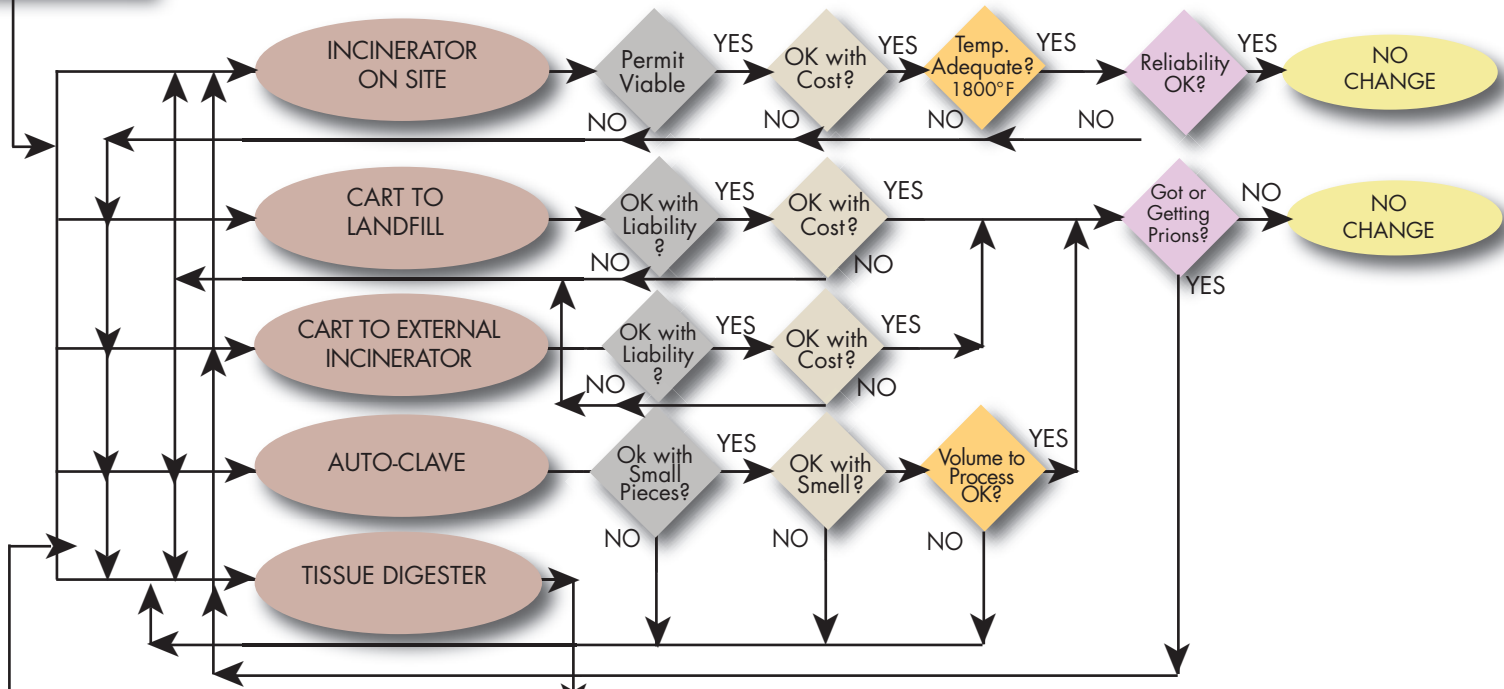 INCINERATOR
ON SITE
Permit
Viable
YES
OK with
Cost?
YES
Temp.
Adequate?
1800°F
YES
Reliability
OK?
YES
NO
CHANGE
NO
NO
NO
NO
CART TO
LANDFILL
OK with
Liability
?
YES
OK with
Cost?
YES
Got or
Getting
Prions?
NO
NO
CHANGE
NO
NO
YES
CART TO EXTERNAL
INCINERATOR
OK with
Liability
?
YES
OK with
Cost?
YES
NO
NO
AUTO-CLAVE
Ok with
Small
Pieces?
YES
OK with
Smell?
Volume to
Process
OK?
YES
NO
NO
NO
TISSUE DIGESTER